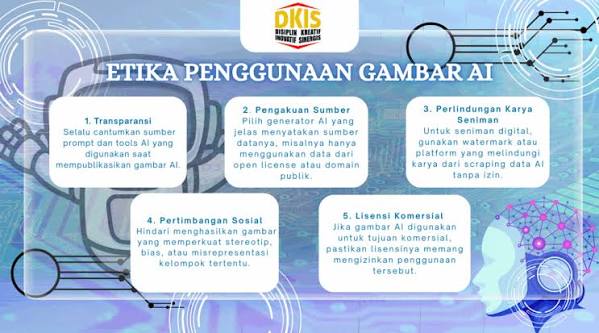 DKIS
DISIPLIN KREATIF
INOVATIF SINERGIS
ETIKA PENGGUNAAN GAMBAR AI
1. Transparansi
Selalu cantumkan sumber
prompt dan tools AI yang
digunakan saat
mempublikasikan gambar AI.
2. Pengakuan Sumber
Pilih generator AI yang
jelas menyatakan sumber
datanya, misalnya hanya
menggunakan data dari
open license atau domain
publik.
3. Perlindungan Karya
Seniman
Untuk seniman digital,
gunakan watermark atau
platform yang melindungi
karya dari scraping data AI
tanpa izin.
4. Pertimbangan Sosial
Hindari menghasilkan gambar
yang memperkuat stereotip,
bias, atau misrepresentasi
kelompok tertentu.
5. Lisensi Komersial
Jika gambar AI digunakan
untuk tujuan komersial,
pastikan lisensinya memang
mengizinkan penggunaan
tersebut.